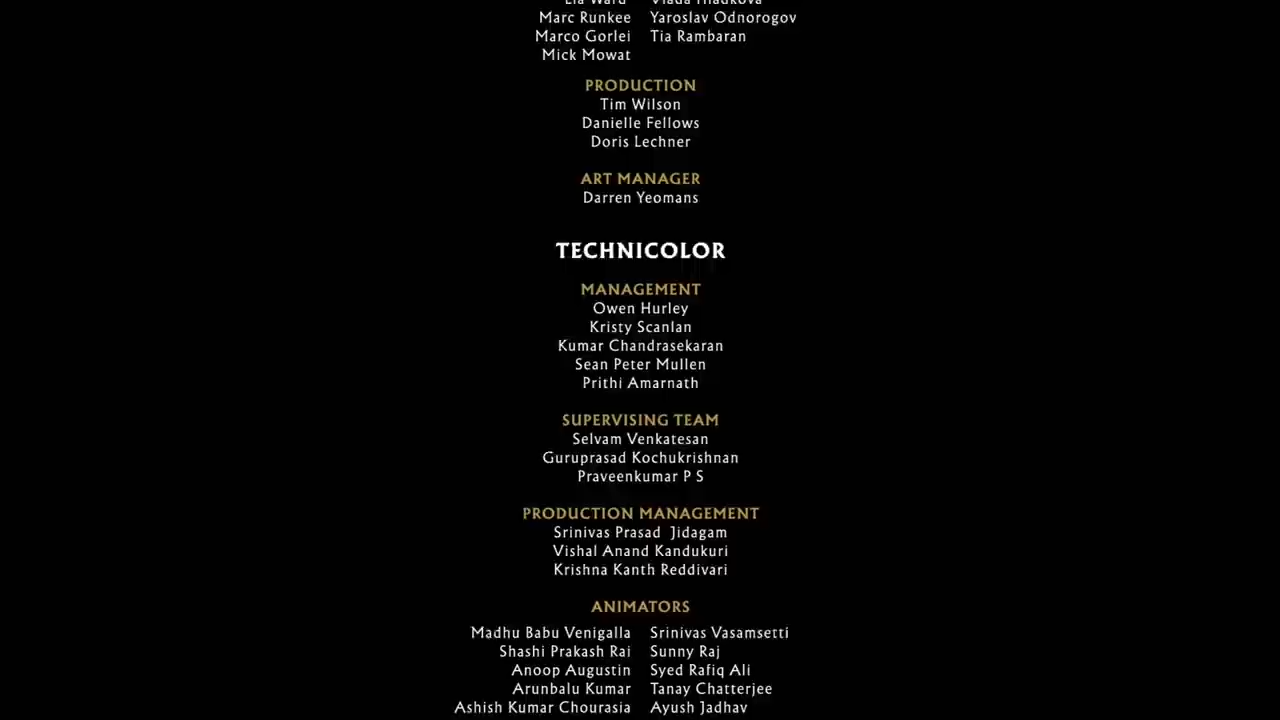 Lia Ward Vlada Hladkova
Marc Runkee Yaroslav Odnorogov
Marco Gorlei Tia Rambaran
Mick Mowat
PRODUCTION
Tim Wilson
Danielle Fellows
Doris Lechner
ART MANAGER
Darren Yeomans
TECHNICOLOR
MANAGEMENT
Owen Hurley
Kristy Scanlan
Kumar Chandrasekaran
Sean Peter Mullen
Prithi Amarnath
SUPERVISING TEAM
Selvam Venkatesan
Guruprasad Kochukrishnan
Praveenkumar P S
PRODUCTION MANAGEMENT
Srinivas Prasad Jidagam
Vishal Anand Kandukuri
Krishna Kanth Reddivari
ANIMATORS
Madhu Babu Venigalla Srinivas Vasamsetti
Shashi Prakash Rai Sunny Raj
Anoop Augustin Syed Rafiq Ali
Arunbalu Kumar Tanay Chatterjee
Ashish Kumar Chourasia Ayush Jadhav